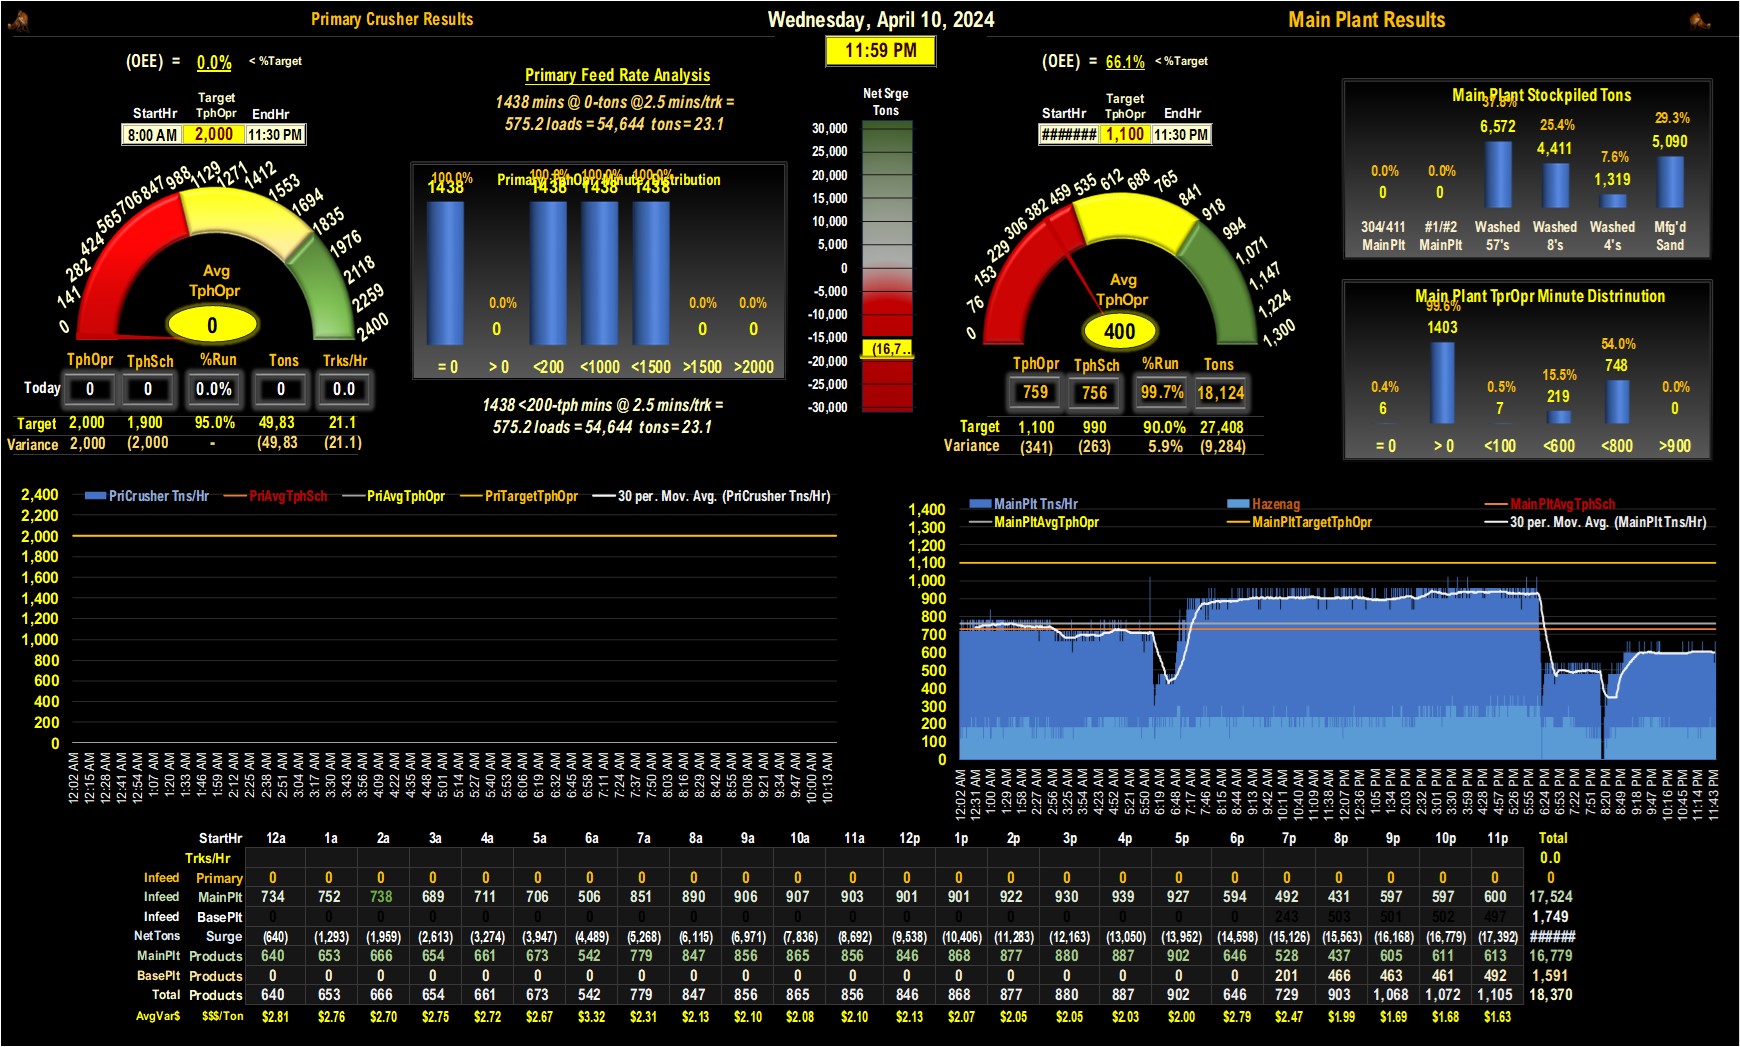 Primary Crusher Results
Wednesday, April 10, 2024
Main Plant Results
11:59 PM
(OEE) = 0.0% < %Target
Target
StartHr TphOpr EndHr
8:00 AM 2,000 11:30 PM
0 141 282 424 565 706 847 988 1129 1271 1412 1553 1694 1835 1976 2118 2259 2400
Avg
TphOpr
0
TphOpr TphSch %Run Tons Trks/Hr
Today 0 0 0.0% 0 0.0
Target 2,000 1,900 95.0% 49,83 21.1
Variance 2,000 (2,000 - (49,83 (21.1)
Primary Feed Rate Analysis
1438 mins @ 0-tons @2.5 mins/trk =
575.2 loads = 54,644 tons = 23.1
Primary TphOpr Minute Distribution
100.0% 100.0% 100.0% 100.0%
1438 1438 1438 1438
0.0% 0.0% 0.0%
0 0 0
= 0 > 0 <200 <1000 <1500 >1500 >2000
1438 <200-tph mins @ 2.5 mins/trk =
575.2 loads = 54,644 tons = 23.1
Net Srge
Tons
30,000
25,000
20,000
15,000
10,000
5,000
0
-5,000
-10,000
-15,000
(16,7..
-20,000
-25,000
-30,000
(OEE) = 66.1% < %Target
Target
StartHr TphOpr EndHr
####### 1,100 11:30 PM
0 76 153 229 306 382 459 535 612 688 765 841 918 994 1,071 1,147 1,224 1,300
Avg
TphOpr
400
TphOpr TphSch %Run Tons
759 756 99.7% 18,124
Target 1,100 990 90.0% 27,408
Variance (341) (263) 5.9% (9,284)
Main Plant Stockpiled Tons
0.0% 0.0% 37.8% 25.4% 7.6% 29.3%
0 0 6,572 4,411 1,319 5,090
304/411 #1/#2 Washed Washed Washed Mfg'd
MainPlt MainPlt 57's 8's 4's Sand
Main Plant TprOpr Minute Distrinution
0.4% 99.6% 0.5% 15.5% 54.0% 0.0%
6 1403 7 219 748 0
= 0 > 0 <100 <600 <800 >900
PriCrusher Tns/Hr PriAvgTphSch PriAvgTphOpr PriTargetTphOpr 30 per. Mov. Avg. (PriCrusher Tns/Hr)
2,400
2,200
2,000
1,800
1,600
1,400
1,200
1,000
800
600
400
200
0
12:02 AM 12:15 AM 12:28 AM 12:41 AM 12:54 AM 1:07 AM 1:20 AM 1:33 AM 1:46 AM 1:59 AM 2:12 AM 2:25 AM 2:38 AM 2:51 AM 3:04 AM 3:17 AM 3:30 AM 3:43 AM 3:56 AM 4:09 AM 4:22 AM 4:35 AM 4:48 AM 5:01 AM 5:14 AM 5:27 AM 5:40 AM 5:53 AM 6:06 AM 6:19 AM 6:32 AM 6:45 AM 6:58 AM 7:11 AM 7:24 AM 7:37 AM 7:50 AM 8:03 AM 8:16 AM 8:29 AM 8:42 AM 8:55 AM 9:08 AM 9:21 AM 9:34 AM 9:47 AM 10:00 AM 10:13 AM
MainPlt Tns/Hr Hazenag MainPltAvgTphSch
MainPltAvgTphOpr MainPltTargetTphOpr 30 per. Mov. Avg. (MainPlt Tns/Hr)
1,400
1,300
1,200
1,100
1,000
900
800
700
600
500
400
300
200
100
0
12:02 AM 12:31 AM 1:00 AM 1:29 AM 1:58 AM 2:27 AM 2:56 AM 3:25 AM 3:54 AM 4:23 AM 4:52 AM 5:21 AM 5:50 AM 6:19 AM 6:48 AM 7:17 AM 7:46 AM 8:15 AM 8:44 AM 9:13 AM 9:42 AM 10:11 AM 10:40 AM 11:09 AM 11:38 AM 12:07 PM 12:36 PM 1:05 PM 1:34 PM 2:03 PM 2:32 PM 3:01 PM 3:30 PM 3:59 PM 4:28 PM 4:57 PM 5:26 PM 5:55 PM 6:24 PM 6:53 PM 7:22 PM 7:51 PM 8:20 PM 8:49 PM 9:18 PM 9:47 PM 10:16 PM 10:45 PM 11:14 PM 11:43 PM
StartHr 12a 1a 2a 3a 4a 5a 6a 7a 8a 9a 10a 11a 12p 1p 2p 3p 4p 5p 6p 7p 8p 9p 10p 11p Total
Trks/Hr 0.0
Infeed Primary 0 0 0 0 0 0 0 0 0 0 0 0 0 0 0 0 0 0 0 0 0 0 0 0 0
Infeed MainPlt 734 752 738 689 711 706 506 851 890 906 907 903 901 901 922 930 939 927 594 492 431 597 597 600 17,524
Infeed BasePlt 0 0 0 0 0 0 0 0 0 0 0 0 0 0 0 0 0 0 0 243 503 501 502 497 1,749
NetTons Surge (640) (1,293) (1,959) (2,613) (3,274) (3,947) (4,489) (5,268) (6,115) (6,971) (7,836) (8,692) (9,538) (10,406) (11,283) (12,163) (13,050) (13,952) (14,598) (15,126) (15,563) (16,168) (16,779) (17,392) ######
MainPlt Products 640 653 666 654 661 673 542 779 847 856 865 856 846 868 877 880 887 902 646 528 437 605 611 613 16,779
BasePlt Products 0 0 0 0 0 0 0 0 0 0 0 0 0 0 0 0 0 0 0 201 466 463 461 492 1,591
Total Products 640 653 666 654 661 673 542 779 847 856 865 856 846 868 877 880 887 902 646 729 903 1,068 1,072 1,105 18,370
AvgVar$ $$$/Ton $2.81 $2.76 $2.70 $2.75 $2.72 $2.67 $3.32 $2.31 $2.13 $2.10 $2.08 $2.10 $2.13 $2.07 $2.05 $2.05 $2.03 $2.00 $2.79 $2.47 $1.99 $1.69 $1.68 $1.63